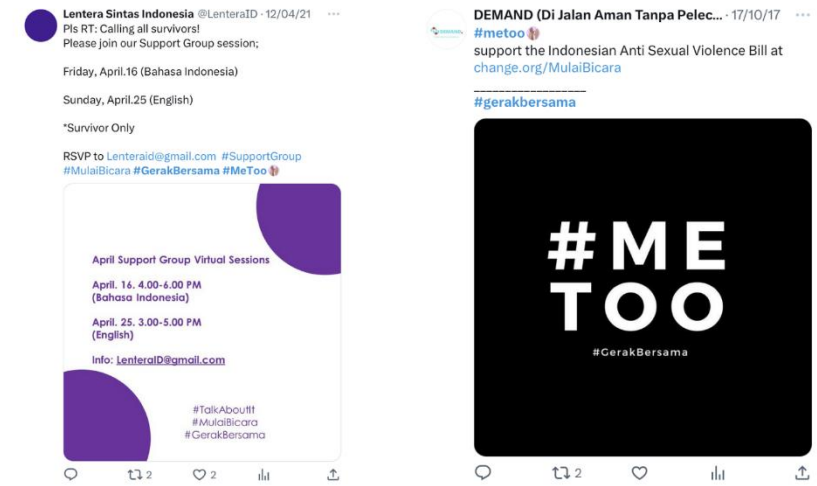 Lentera Sintas Indonesia @LenteraID · 12/04/21 ···
Pls RT: Calling all survivors!
Please join our Support Group session;
Friday, April.16 (Bahasa Indonesia)
Sunday, April.25 (English)
*Survivor Only
RSVP to Lenteraid@gmail.com #SupportGroup
#MulaiBicara #GerakBersama #MeToo
April Support Group Virtual Sessions
April. 16. 4.00-6.00 PM
(Bahasa Indonesia)
April. 25. 3.00-5.00 PM
(English)
Info: LenteraID@gmail.com
#TalkAboutIt
#MulaiBicara
#GerakBersama
2 2
DEMAND (Di Jalan Aman Tanpa Pelec... · 17/10/17 ···
#metoo
support the Indonesian Anti Sexual Violence Bill at
change.org/MulaiBicara
__________________
#gerakbersama
#ME
TOO
#GerakBersama
2